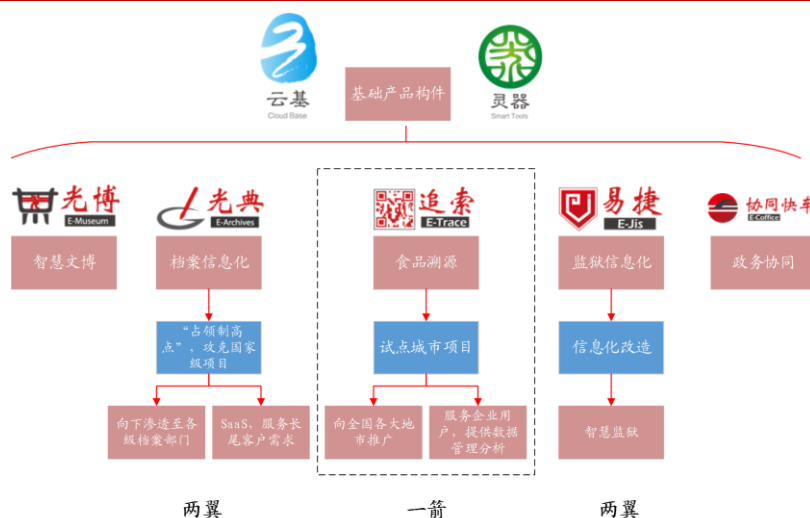 云基
Cloud Base
基础产品构件
灵器
Smart Tools
光博
E-Museum
光典
E-Archives
追索
E-Trace
易捷
E-Jis
协同快车
E-Coffice
智慧文博
档案信息化
食品溯源
监狱信息化
政务协同
“占领制高
点”，攻克国家
级项目
试点城市项目
信息化改造
向下渗透至各
级档案部门
SaaS，服务长
尾客户需求
向全国各大地
市推广
服务企业用
户，提供数据
管理分析
智慧监狱
两翼
一箭
两翼